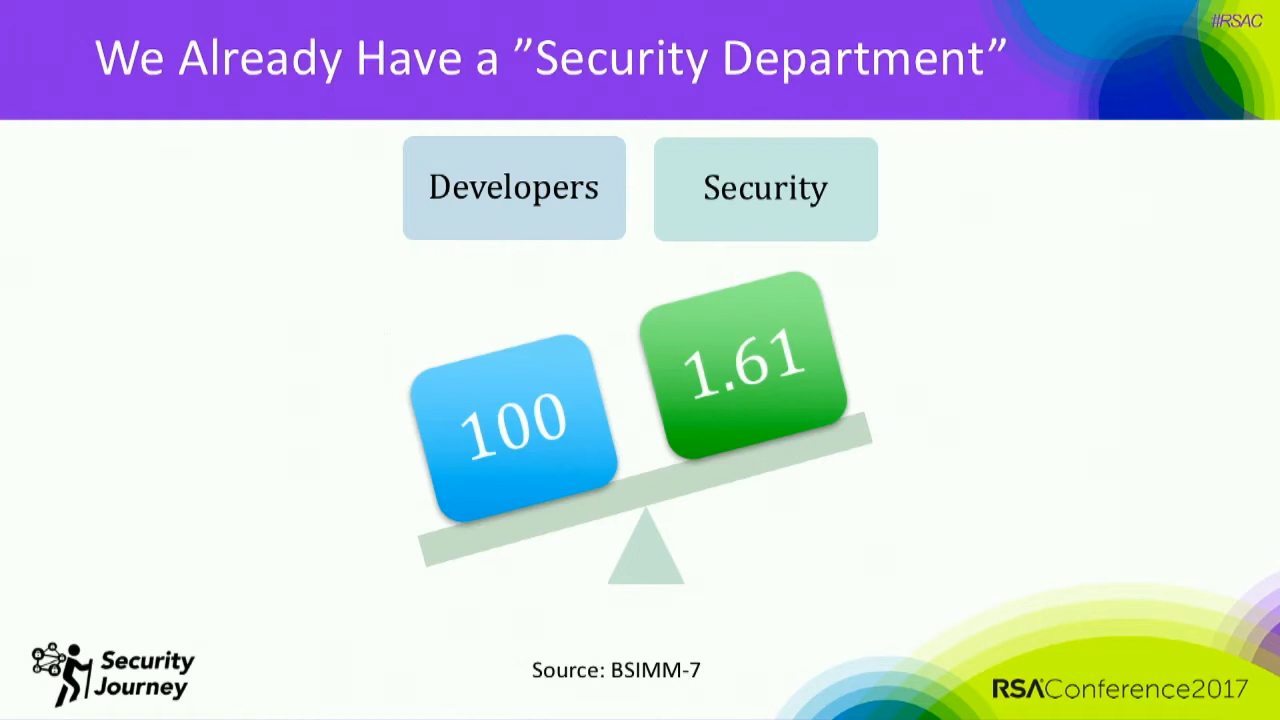 #RSAC
We Already Have a ”Security Department”
Developers
Security
100
1.61
Security
Journey
Source: BSIMM-7
RSAConference2017